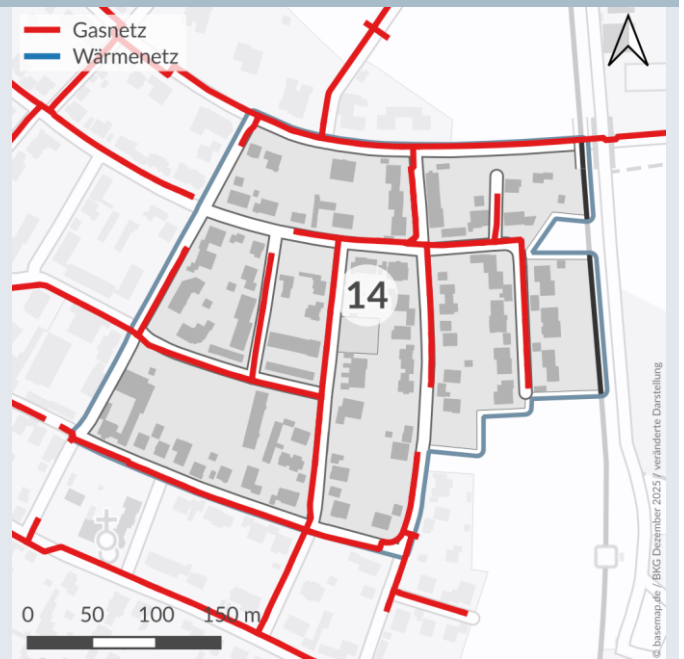 Gasnetz
Wärmenetz
14
0 50 100 150 m
© basemap.de / BKG Dezember 2025 / veränderte Darstellung